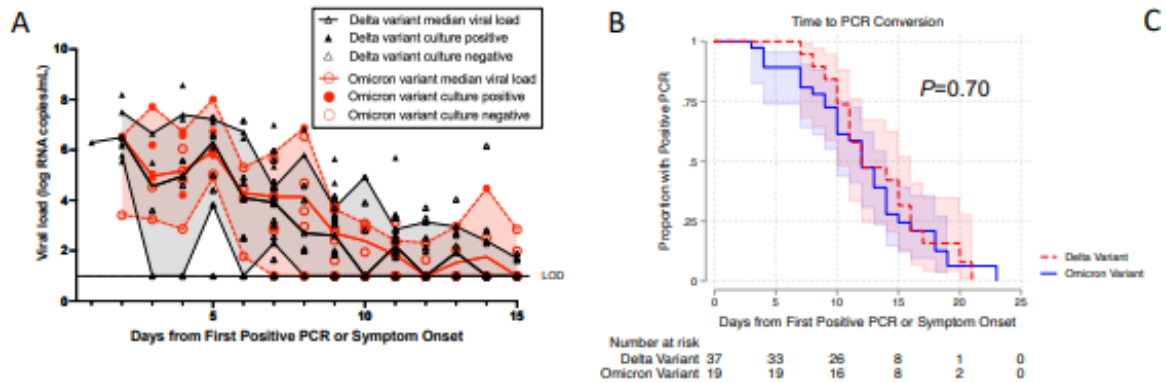 A
Delta variant median viral load
Delta variant culture positive
Delta variant culture negative
Omicron variant median viral load
Omicron variant culture positive
Omicron variant culture negative
Viral load (log RNA copies/mL)
10
8
6
4
2
0
LOD
5
10
15
Days from First Positive PCR or Symptom Onset
B
Time to PCR Conversion
P=0.70
Proportion with Positive PCR
1
.75
.5
.25
0
0
5
10
15
20
25
Days from First Positive PCR or Symptom Onset
Delta Variant
Omicron Variant
Number at risk
Delta Variant 37 33 26 8 1 0
Omicron Variant 19 19 16 8 2 0
C